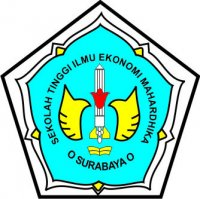 SEKOLAH TINGGI ILMU EKONOMI MAHARDHIKA
O SURABAYA O